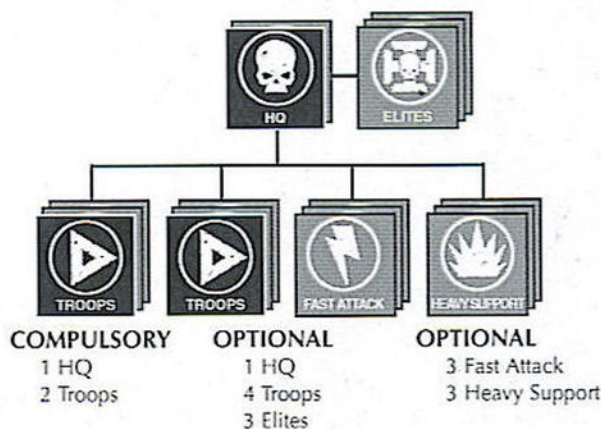 HQ
ELITES
TROOPS
TROOPS
FAST ATTACK
HEAVY SUPPORT
COMPULSORY
1 HQ
2 Troops
OPTIONAL
1 HQ
4 Troops
3 Elites
OPTIONAL
3 Fast Attack
3 Heavy Support